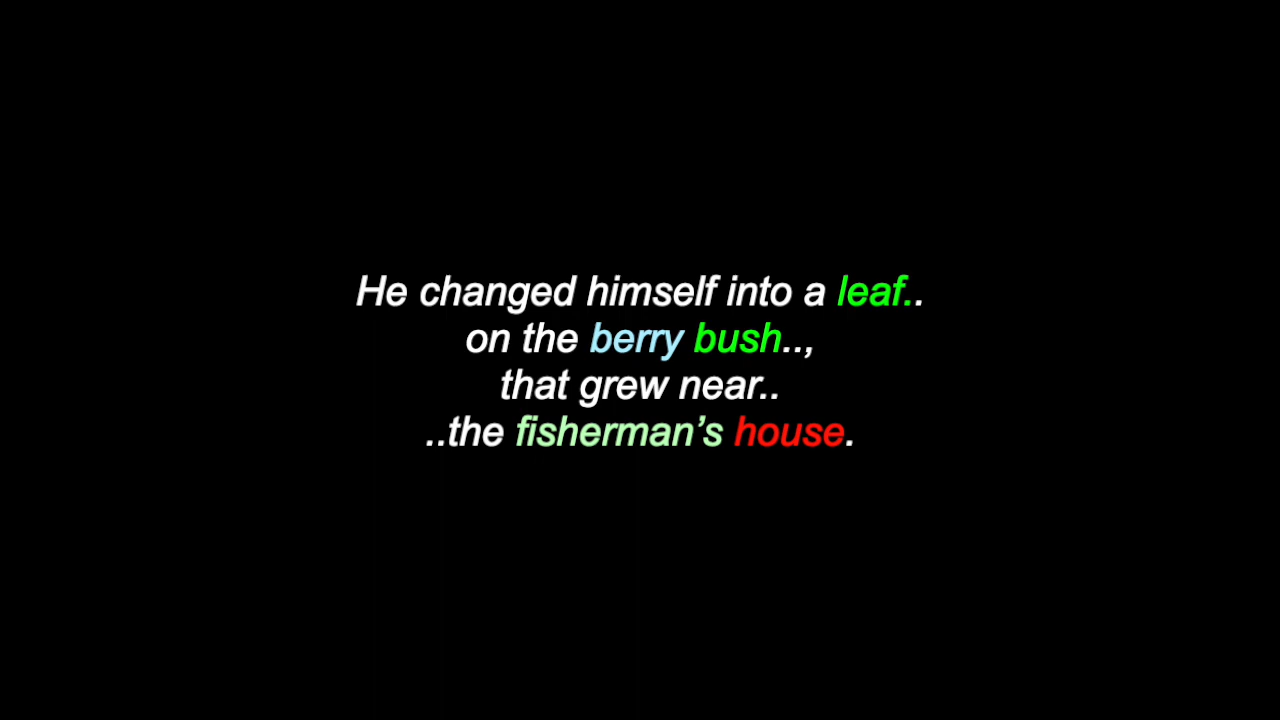 He changed himself into a leaf..
on the berry bush..,
that grew near..
..the fisherman’s house.